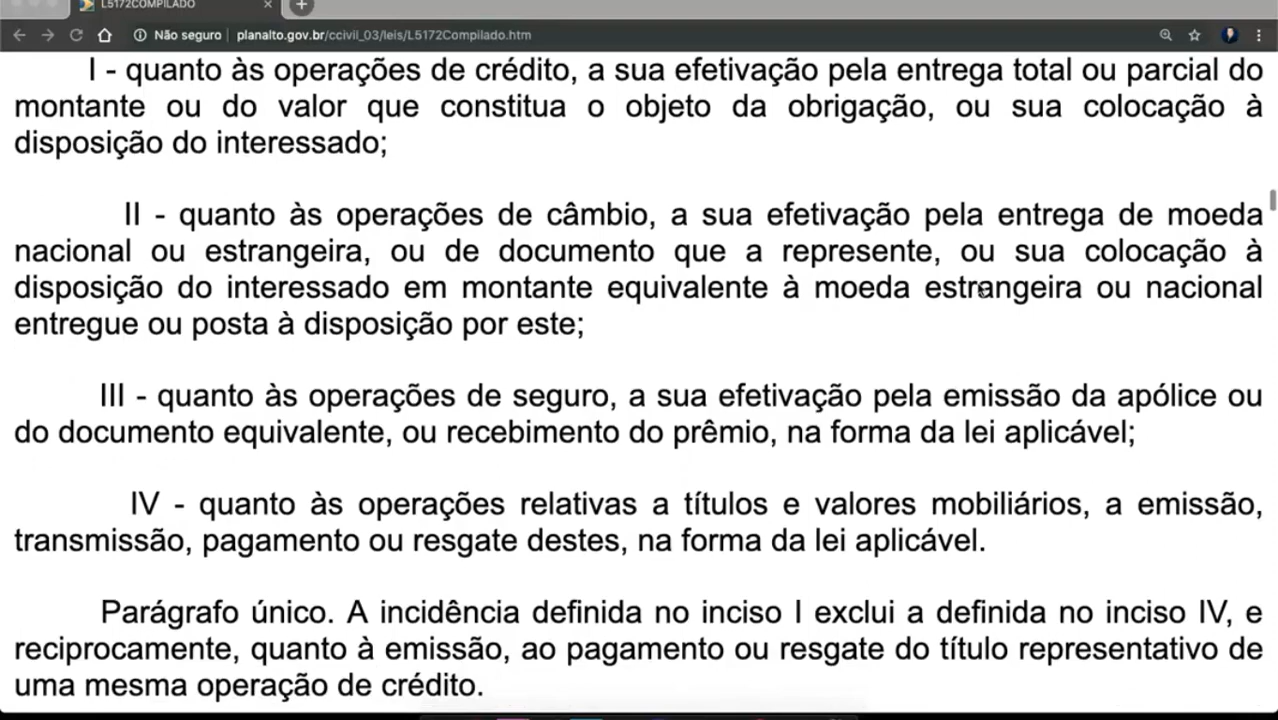 L5172COMPILADO
Não seguro planalto.gov.br/ccivil_03/leis/L5172Compilado.htm
I - quanto às operações de crédito, a sua efetivação pela entrega total ou parcial do
montante ou do valor que constitua o objeto da obrigação, ou sua colocação à
disposição do interessado;
II - quanto às operações de câmbio, a sua efetivação pela entrega de moeda
nacional ou estrangeira, ou de documento que a represente, ou sua colocação à
disposição do interessado em montante equivalente à moeda estrangeira ou nacional
entregue ou posta à disposição por este;
III - quanto às operações de seguro, a sua efetivação pela emissão da apólice ou
do documento equivalente, ou recebimento do prêmio, na forma da lei aplicável;
IV - quanto às operações relativas a títulos e valores mobiliários, a emissão,
transmissão, pagamento ou resgate destes, na forma da lei aplicável.
Parágrafo único. A incidência definida no inciso I exclui a definida no inciso IV, e
reciprocamente, quanto à emissão, ao pagamento ou resgate do título representativo de
uma mesma operação de crédito.